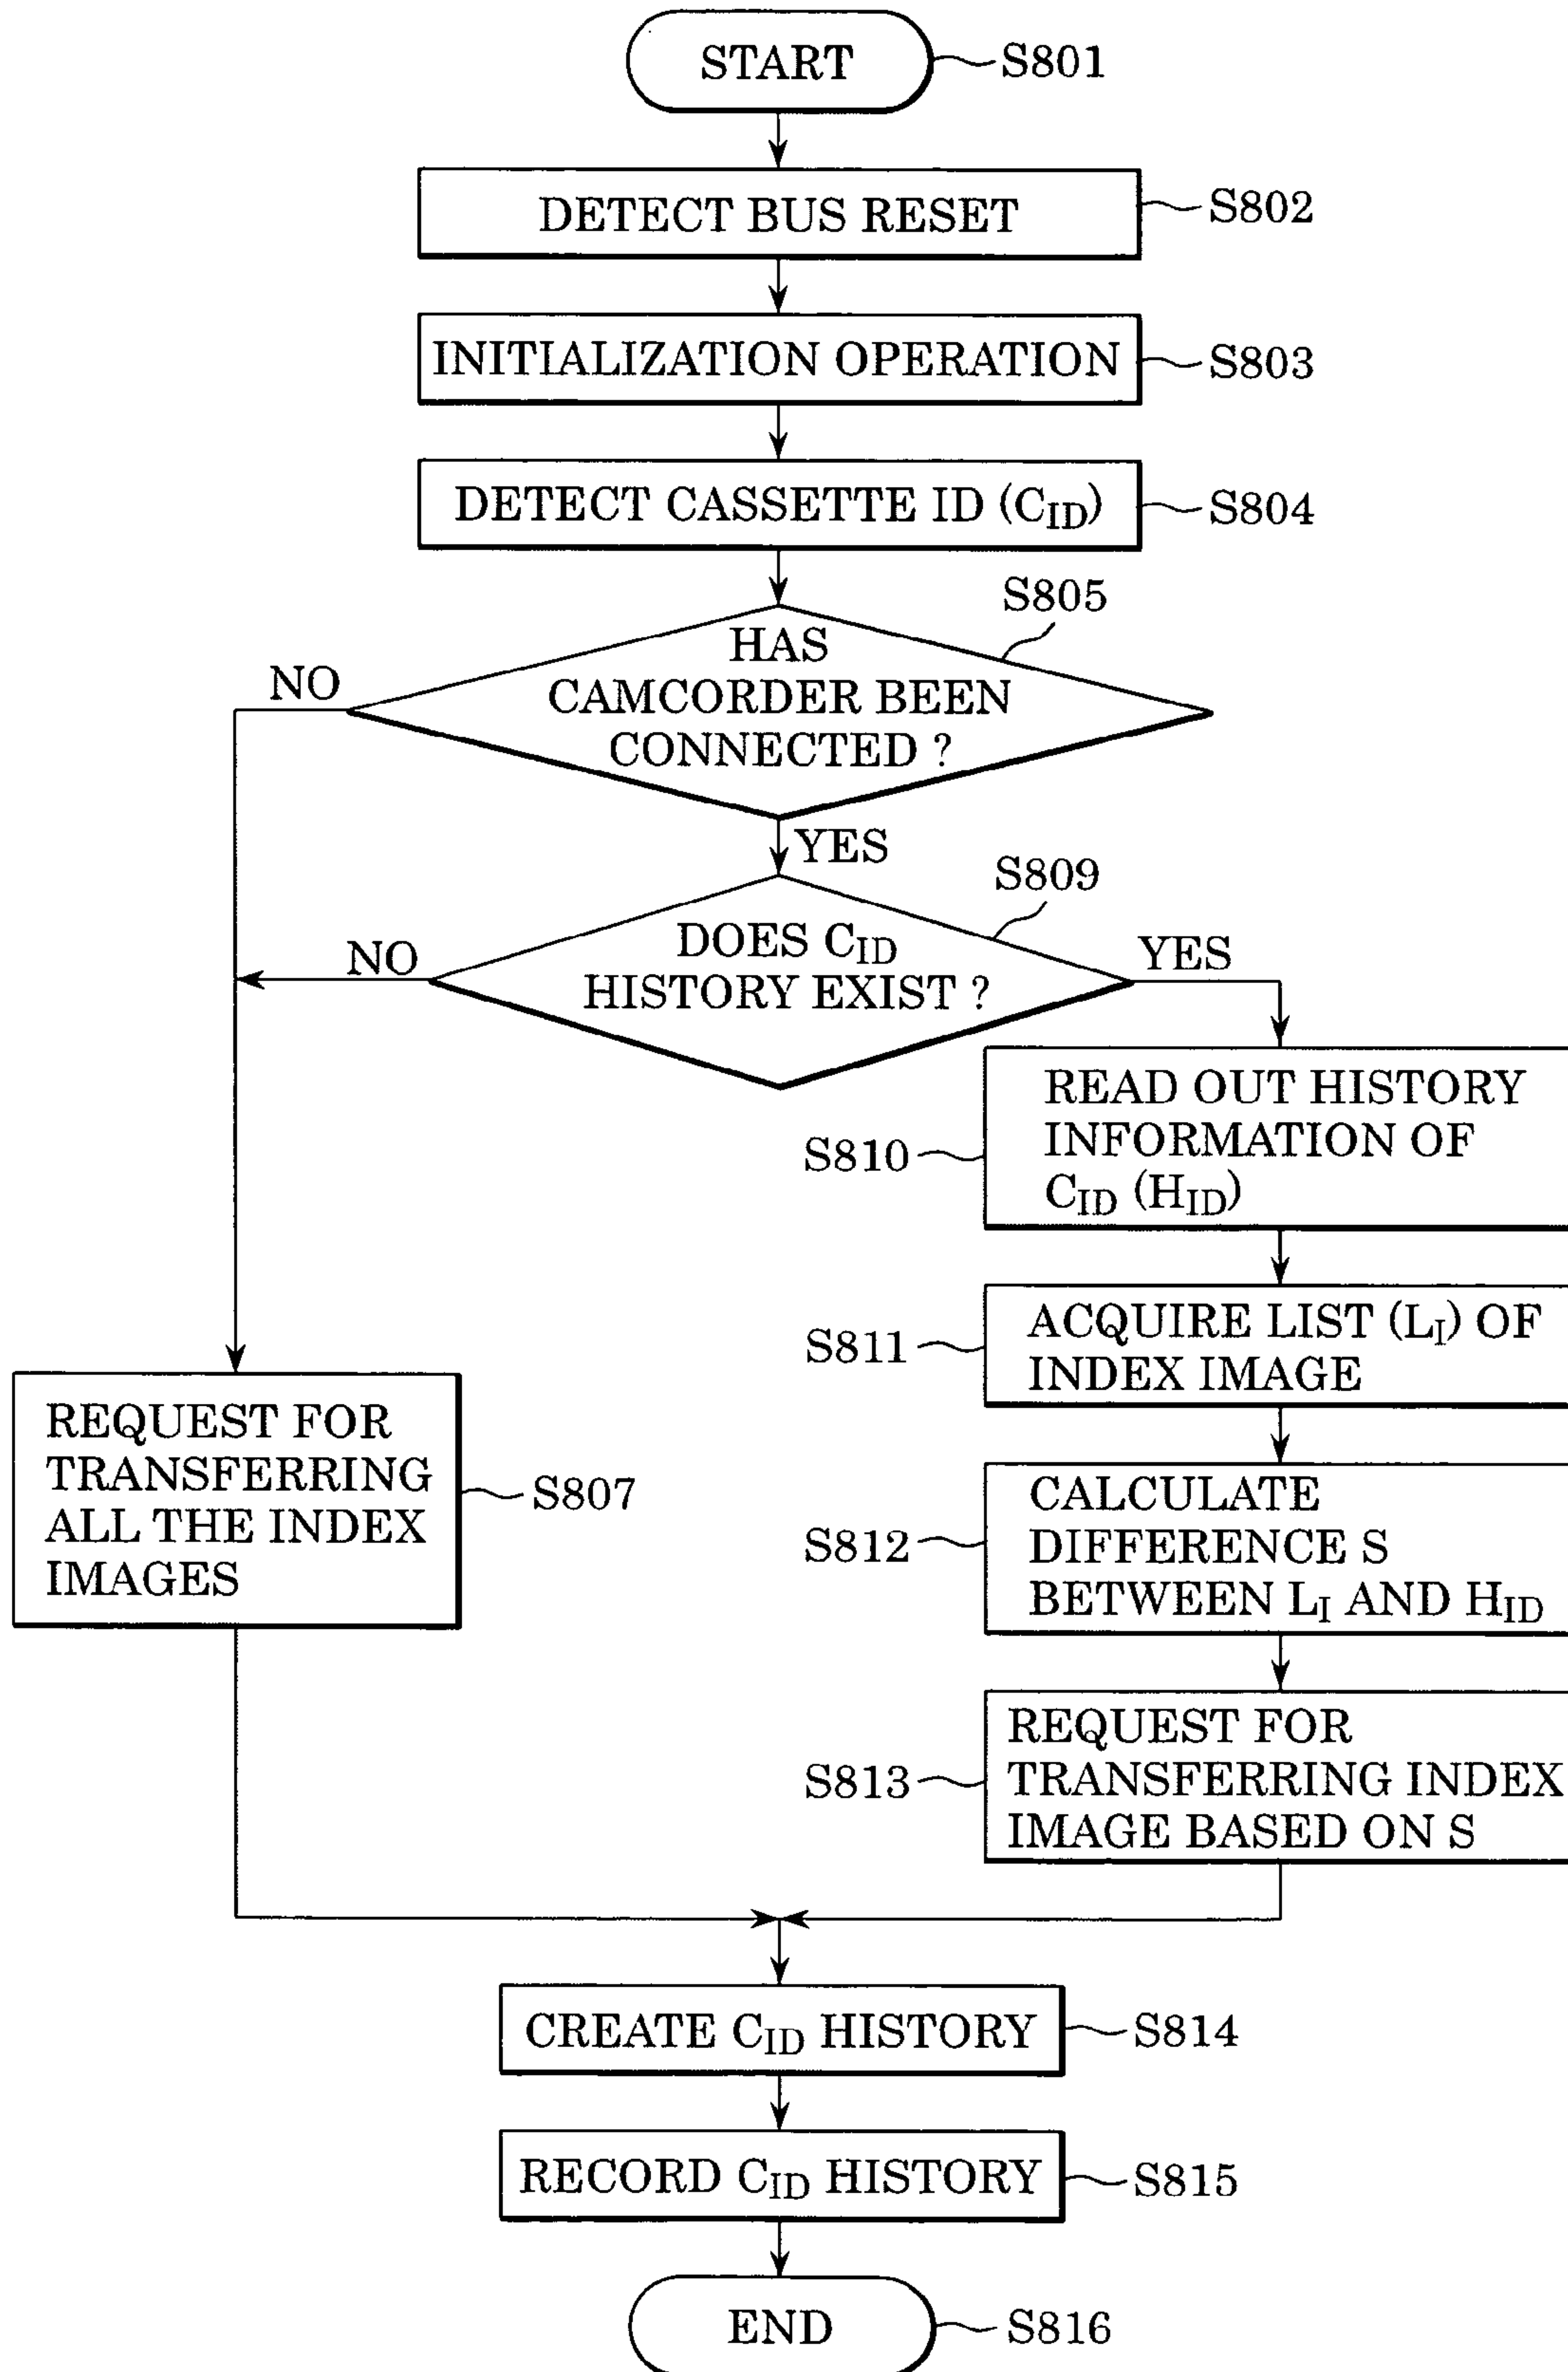 START
S801
DETECT BUS RESET
S802
INITIALIZATION OPERATION
S803
DETECT CASSETTE ID (CID)
S804
S805
HAS
CAMCORDER BEEN
CONNECTED ?
NO
YES
S809
DOES CID
HISTORY EXIST ?
NO
YES
READ OUT HISTORY
INFORMATION OF
CID (HID)
S810
ACQUIRE LIST (LI) OF
INDEX IMAGE
S811
REQUEST FOR
TRANSFERRING
ALL THE INDEX
IMAGES
S807
CALCULATE
DIFFERENCE S
BETWEEN LI AND HID
S812
REQUEST FOR
TRANSFERRING INDEX
IMAGE BASED ON S
S813
CREATE CID HISTORY
S814
RECORD CID HISTORY
S815
END
S816